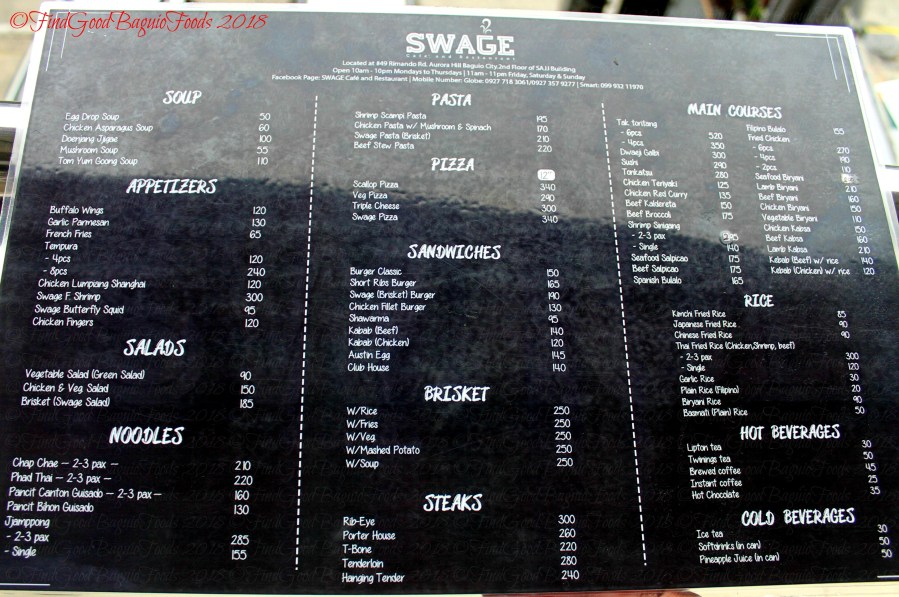 ©FindGoodBaguioFoods 2018
SWAGE
Café and Restaurant
Located at #49 Rimando Rd. Aurora Hill Baguio City.2nd Floor of SAJJ Building
Open 10am - 10pm Mondays to Thursdays | 11am - 11pm Friday, Saturday & Sunday
Facebook Page: SWAGE Café and Restaurant | Mobile Number: Globe: 0927 718 3061/0927 357 9277 | Smart: 099 932 11970
SOUP
Egg Drop Soup 50
Chicken Asparagus Soup 60
Doenjang Jjigae 100
Mushroom Soup 55
Tom Yum Goong Soup 110
APPETIZERS
Buffalo Wings 120
Garlic Parmesan 130
French Fries 65
Tempura
- 4pcs 120
- 8pcs 240
Chicken Lumpiang Shanghai 120
Swage F. Shrimp 300
Swage Butterfly Squid 95
Chicken Fingers 120
SALADS
Vegetable Salad (Green Salad) 90
Chicken & Veg Salad 150
Brisket (Swage Salad) 185
NOODLES
Chap Chae - 2-3 pax - 210
Phad Thai - 2-3 pax - 220
Pancit Canton Guisado - 2-3 pax - 160
Pancit Bihon Guisado 130
Jjamppong
- 2-3 pax 285
- Single 155
PASTA
Shrimp Scampi Pasta 195
Chicken Pasta w/ Mushroom & Spinach 170
Swage Pasta (Brisket) 210
Beef Stew Pasta 220
PIZZA
12"
Scallop Pizza 340
Veg Pizza 290
Triple Cheese 300
Swage Pizza 340
SANDWICHES
Burger Classic 150
Short Ribs Burger 165
Swage (Brisket) Burger 190
Chicken Fillet Burger 130
Shawarma 95
Kabab (Beef) 140
Kabab (Chicken) 120
Austin Egg 145
Club House 140
BRISKET
W/Rice 250
W/Fries 250
W/Veg 250
W/Mashed Potato 250
W/Soup 250
STEAKS
Rib-Eye 300
Porter House 260
T-Bone 220
Tenderloin 280
Hanging Tender 240
MAIN COURSES
Tak toritang
- 6pcs 520
- 4pcs 350
Dwaeji Galbi 300
Sushi 290
Tonkatsu 280
Chicken Teriyaki 125
Chicken Red Curry 135
Beef Kaldereta 150
Beef Broccoli 175
Shrimp Sinigang
- 2-3 pax
- Single 140
Seafood Salpicao 175
Beef Salpicao 175
Spanish Bulalo 165
Filipino Bulalo 155
Fried Chicken
- 6pcs 270
- 4pcs 190
- 2pcs 110
Seafood Biryani
Lamb Biryani 210
Beef Biryani 160
Chicken Biryani 150
Vegetable Biryani 110
Chicken Kabsa 150
Beef Kabsa 160
Lamb Kabsa 210
Kebab (Beef) w/ rice 140
Kebab (Chicken) w/ rice 120
RICE
Kimchi Fried Rice 85
Japanese Fried Rice 90
Chinese Fried Rice 90
Thai Fried Rice (Chicken,Shrimp, beef)
- 2-3 pax 300
- Single 120
Garlic Rice 30
Plain Rice (Filipino) 20
Biryani Rice 90
Basmati (Plain) Rice 50
HOT BEVERAGES
Lipton tea 30
Twinings tea 50
Brewed coffee 45
Instant coffee 25
Hot Chocolate 35
COLD BEVERAGES
Ice tea 30
Softdrinks (in can) 50
Pineapple Juice (in can) 50